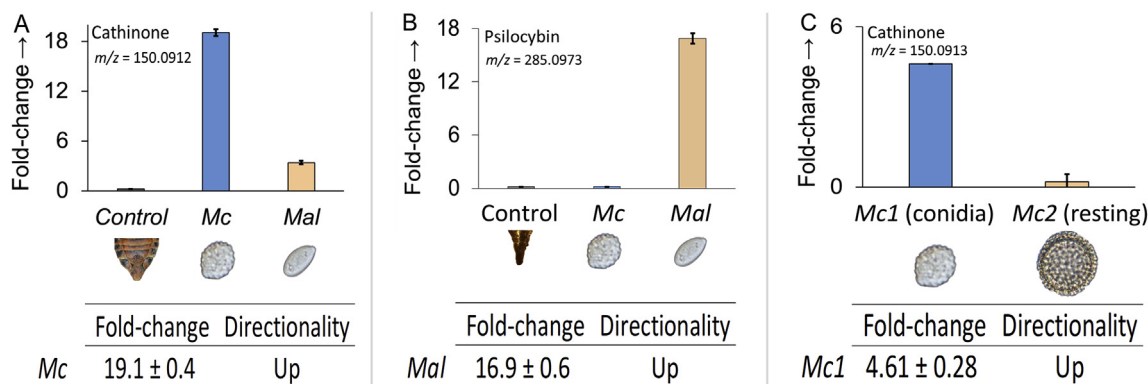 A
Fold-change →
18
12
6
0
Cathinone
m/z = 150.0912
Control Mc Mal
Fold-change Directionality
Mc 19.1 ± 0.4 Up
B
Fold-change →
18
12
6
0
Psilocybin
m/z = 285.0973
Control Mc Mal
Fold-change Directionality
Mal 16.9 ± 0.6 Up
C
Fold-change →
6
0
Cathinone
m/z = 150.0913
Mc1 (conidia) Mc2 (resting)
Fold-change Directionality
Mc1 4.61 ± 0.28 Up